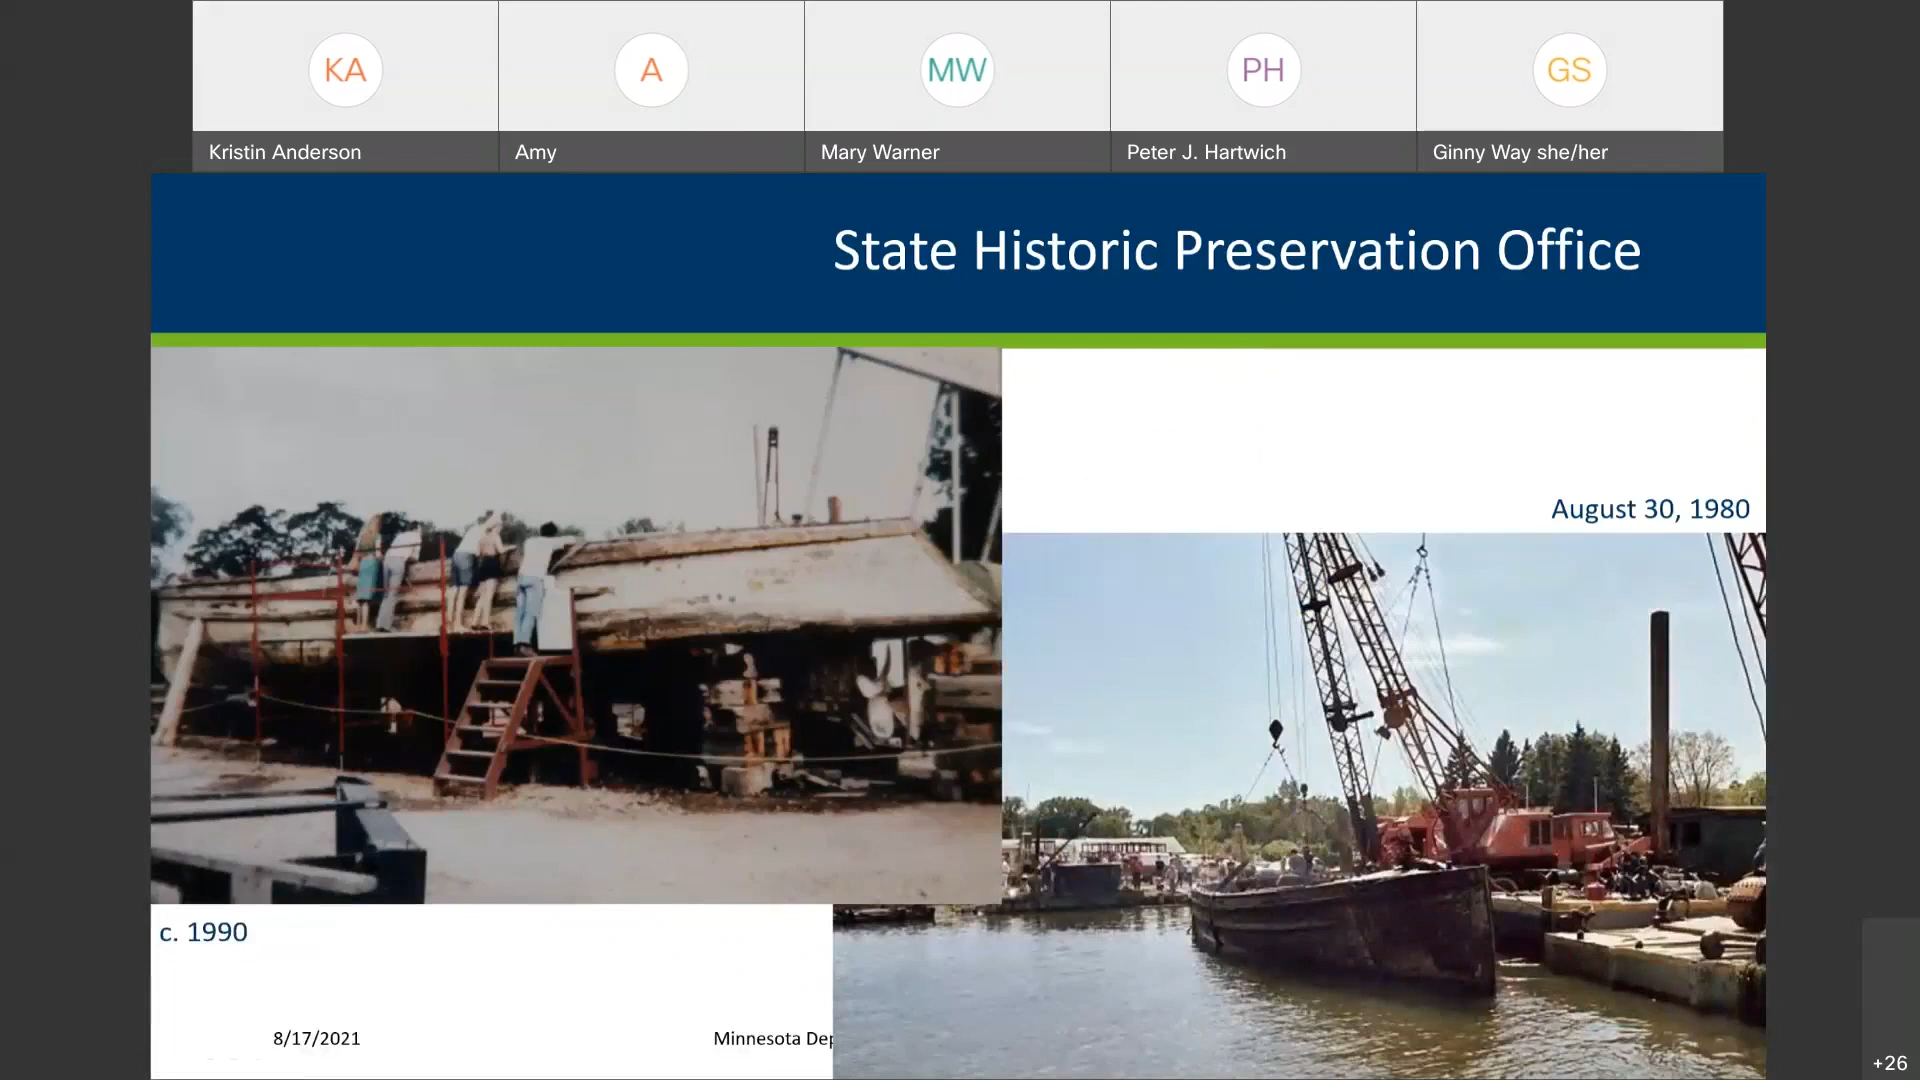 KA
A
MW
PH
GS
Kristin Anderson
Amy
Mary Warner
Peter J. Hartwich
Ginny Way she/her
State Historic Preservation Office
August 30, 1980
c. 1990
8/17/2021
Minnesota Dep
+26